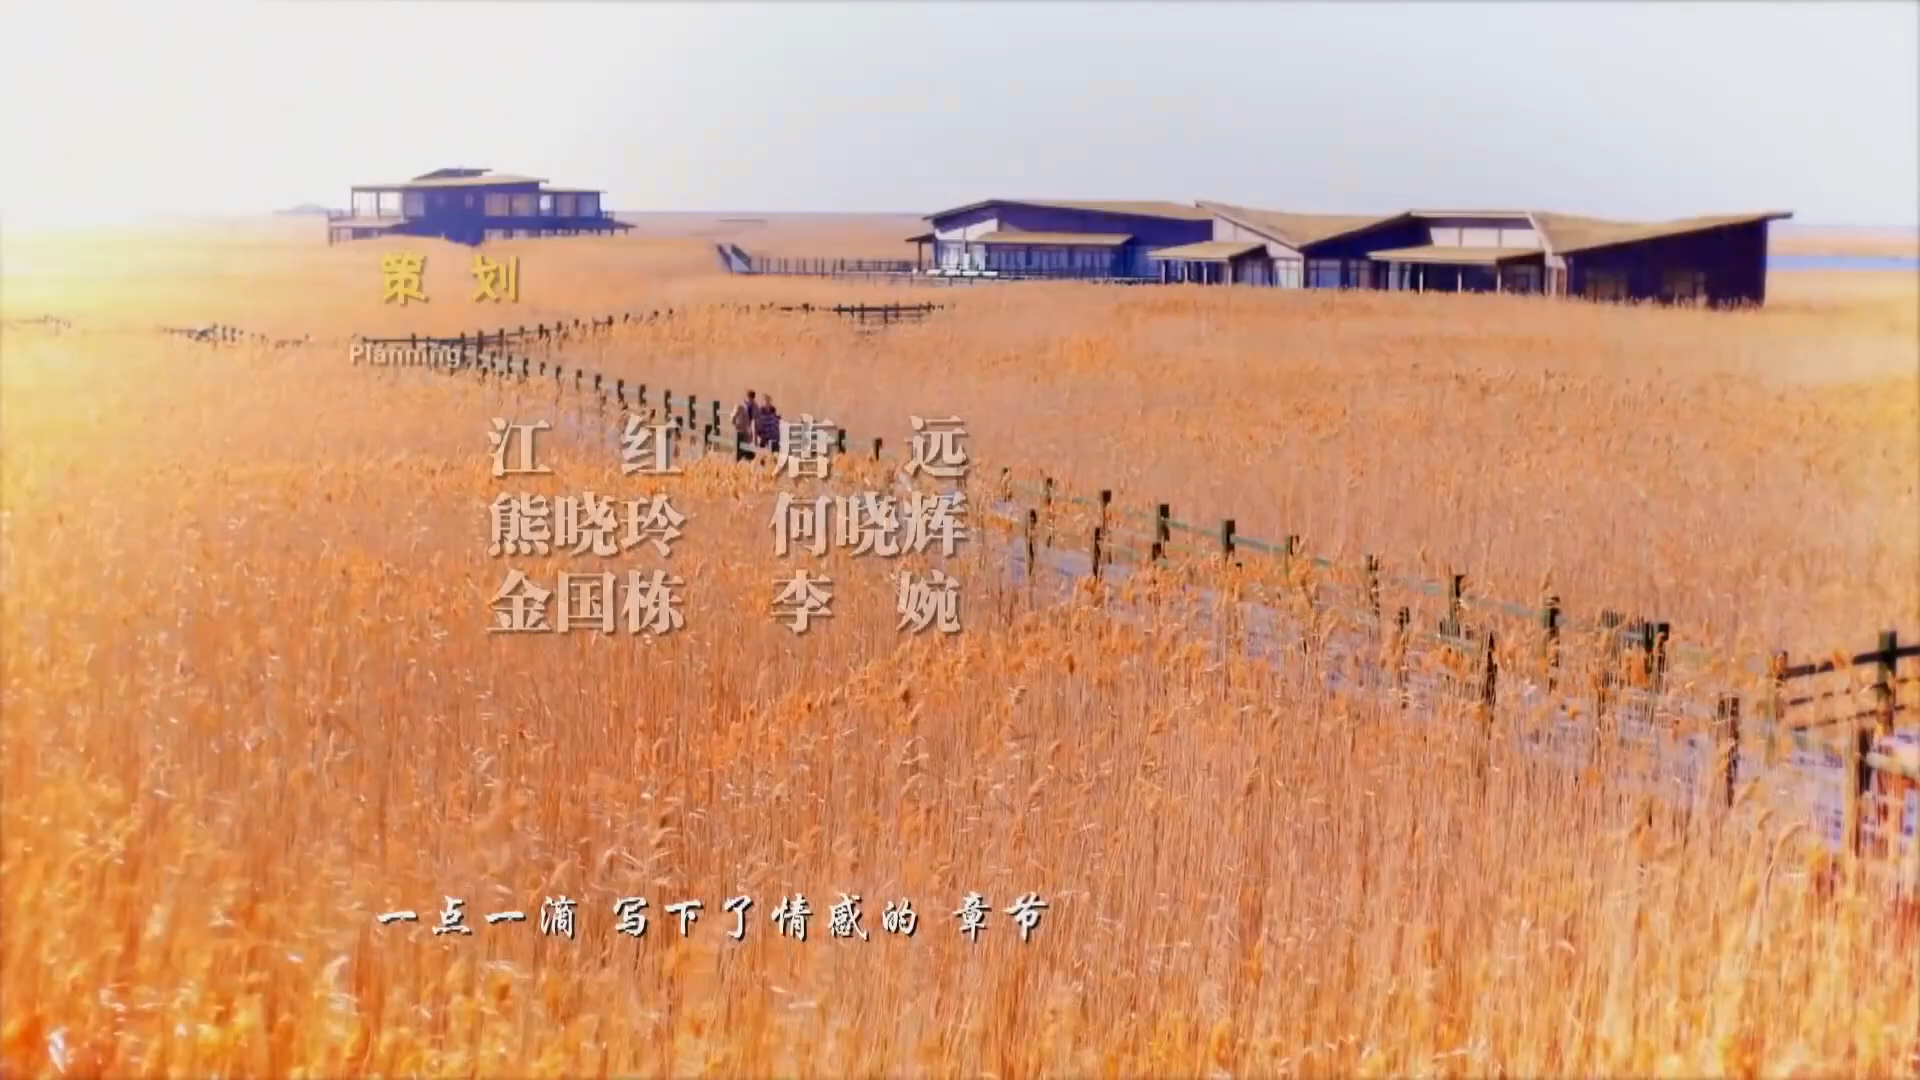 策 划
Planning
江 红 唐 远
熊晓玲 何晓辉
金国栋 李 婉
一点一滴 写下了情感的 章节